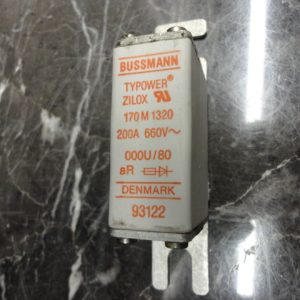 BUSSMANN
TYPOWER®
ZILOX
170 M 1320
200A 660V~
000U/80
aR
DENMARK
93122